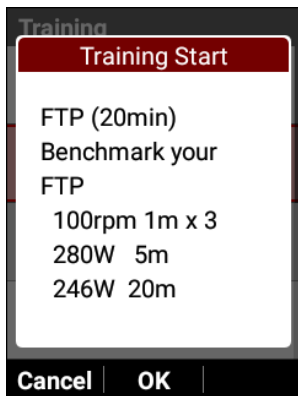 Training
Training Start
FTP (20min)
Benchmark your
FTP
100rpm 1m x 3
280W 5m
246W 20m
Cancel OK